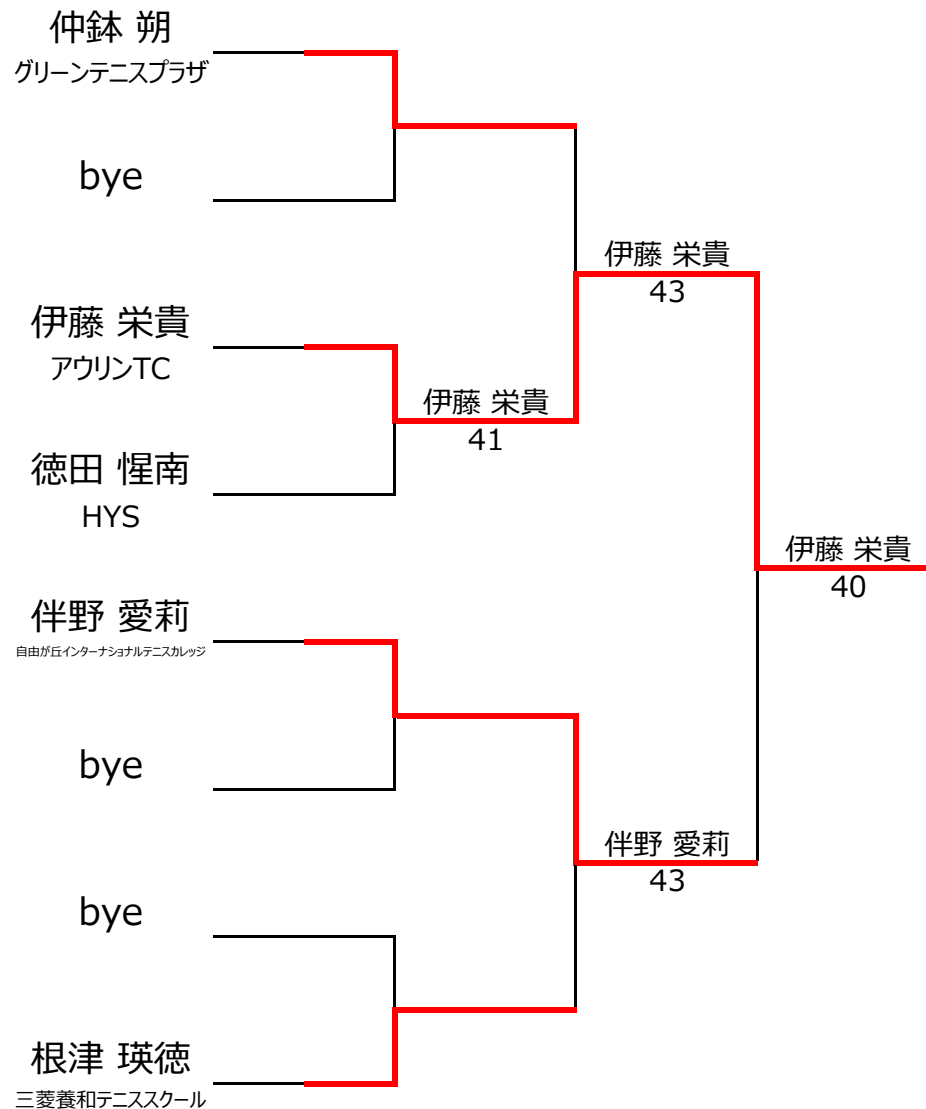 仲鉢 朔
グリーンテニスプラザ
bye
伊藤 栄貴
43
伊藤 栄貴
アウリンTC
伊藤 栄貴
41
徳田 惺南
HYS
伊藤 栄貴
40
伴野 愛莉
自由が丘インターナショナルテニスカレッジ
bye
伴野 愛莉
43
bye
根津 瑛徳
三菱養和テニススクール